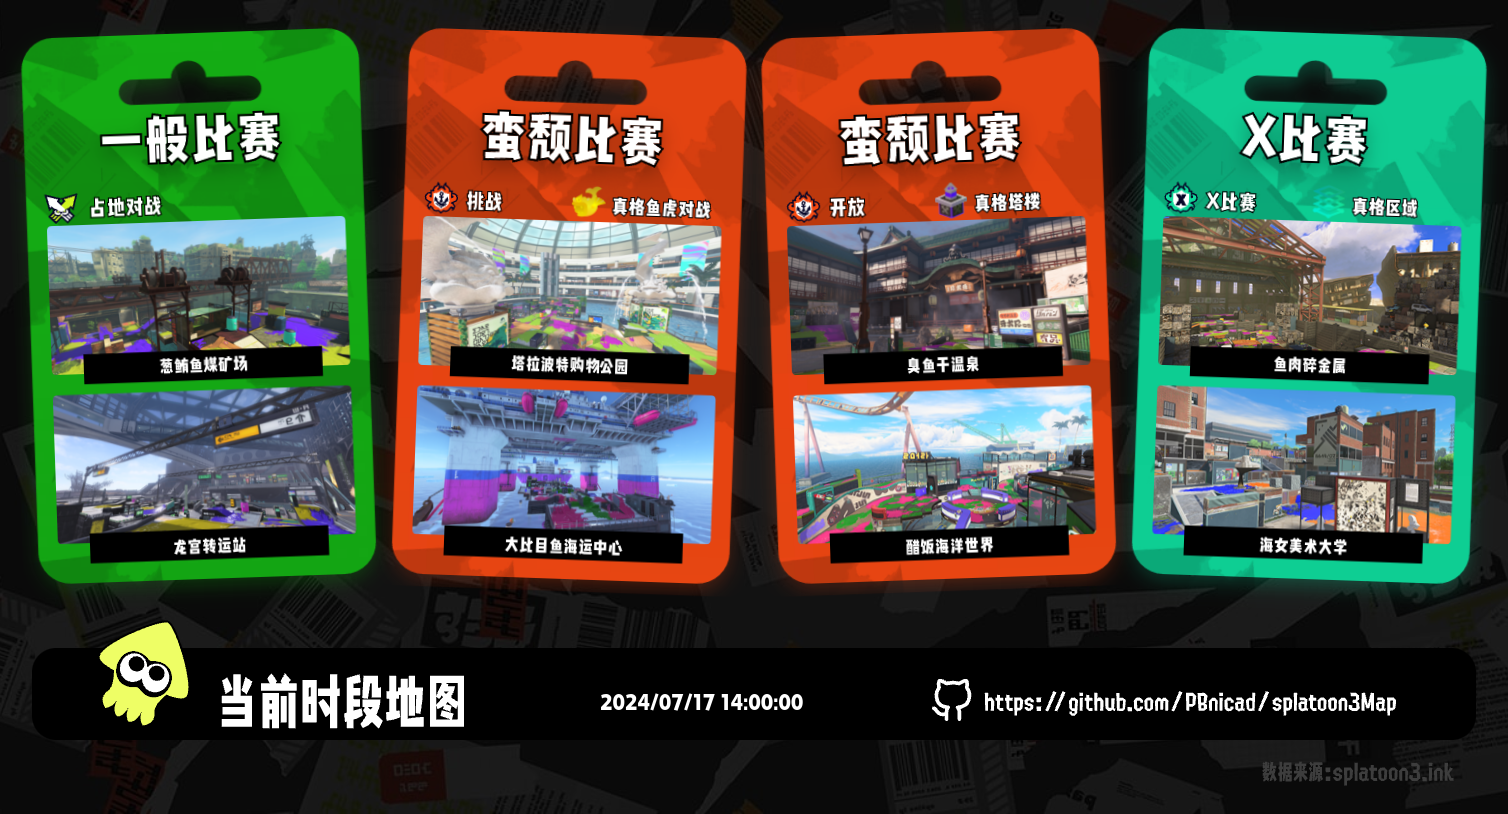 一般比赛
占地对战
葱鲔鱼煤矿场
龙宫转运站
蛮颓比赛
挑战
真格鱼虎对战
塔拉波特购物公园
大比目鱼海运中心
蛮颓比赛
开放
真格塔楼
臭鱼干温泉
醋饭海洋世界
X比赛
X比赛
真格区域
鱼肉碎金属
海女美术大学
当前时段地图
2024/07/17 14:00:00
https://github.com/PBnicad/splatoon3Map
数据来源:splatoon3.ink